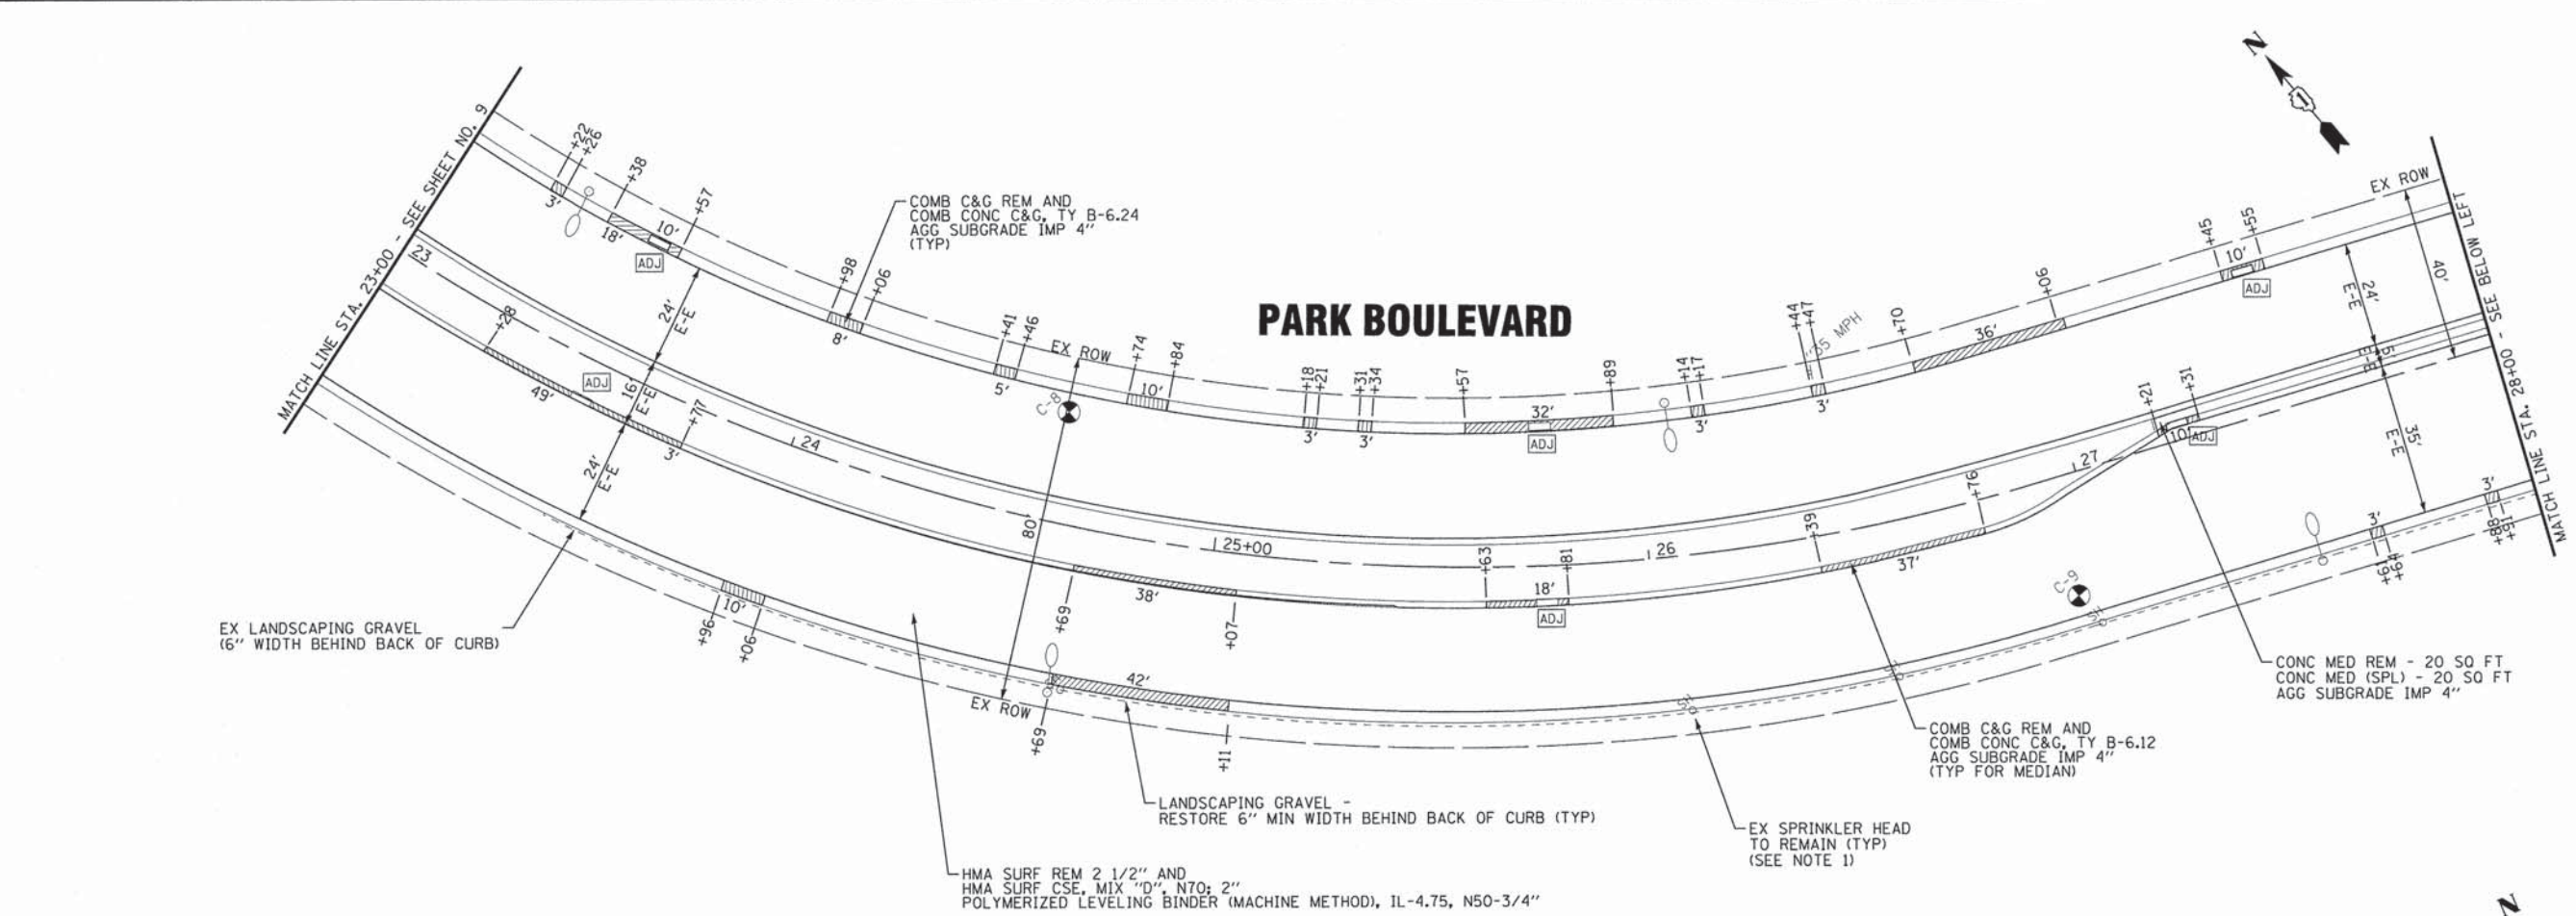 N
1
MATCH LINE STA. 23+00 - SEE SHEET NO. 9
+22
+26
3'
+38
18'
10'
+57
ADJ
COMB C&G REM AND
COMB CONC C&G, TY B-6.24
AGG SUBGRADE IMP 4"
(TYP)
+98
+06
8'
+41
+46
5'
EX ROW
C-8
+74
+84
10'
PARK BOULEVARD
+18
+21
3'
+31
+34
3'
+57
+89
32'
ADJ
+14
+17
3'
+44
+47
3'
35 MPH
+70
+06
36'
+45
+55
10'
ADJ
EX ROW
40'
24'
E-E
5'
E-E
35'
E-E
MATCH LINE STA. 28+00 - SEE BELOW LEFT
23
+28
49'
ADJ
24'
E-E
16'
E-E
24'
E-E
+77
3'
24
80'
25+00
26
27
+69
38'
+07
+63
+81
18'
ADJ
+39
+76
37'
+21
+31
10'
ADJ
C-9
3'
+61
+64
3'
+88
+91
EX LANDSCAPING GRAVEL
(6" WIDTH BEHIND BACK OF CURB)
+96
+06
10'
EX ROW
+69
42'
+11
CONC MED REM - 20 SQ FT
CONC MED (SPL) - 20 SQ FT
AGG SUBGRADE IMP 4"
COMB C&G REM AND
COMB CONC C&G, TY B-6.12
AGG SUBGRADE IMP 4"
(TYP FOR MEDIAN)
LANDSCAPING GRAVEL -
RESTORE 6" MIN WIDTH BEHIND BACK OF CURB (TYP)
EX SPRINKLER HEAD
TO REMAIN (TYP)
(SEE NOTE 1)
HMA SURF REM 2 1/2" AND
HMA SURF CSE, MIX "D", N70; 2"
POLYMERIZED LEVELING BINDER (MACHINE METHOD), IL-4.75, N50-3/4"
N